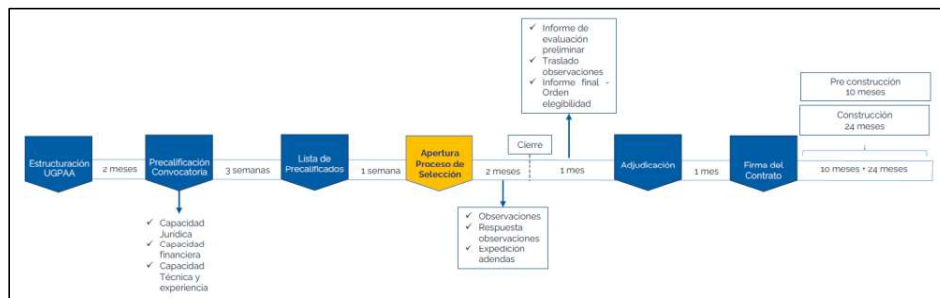 ✓ Informe de
evaluación
preliminar
✓ Traslado
observaciones
✓ Informe final -
Orden
elegibilidad
Pre construcción
10 meses
Construcción
24 meses
Cierre
Estructuración
UGPAA
2 meses
Precalificación
Convocatoria
3 semanas
Lista de
Precalificados
1 semana
Apertura
Proceso de
Selección
2 meses
1 mes
Adjudicación
1 mes
Firma del
Contrato
10 meses + 24 meses
✓ Capacidad
Jurídica
✓ Capacidad
financiera
✓ Capacidad
Técnica y
experiencia
✓ Observaciones
✓ Respuesta
observaciones
✓ Expedición
adendas